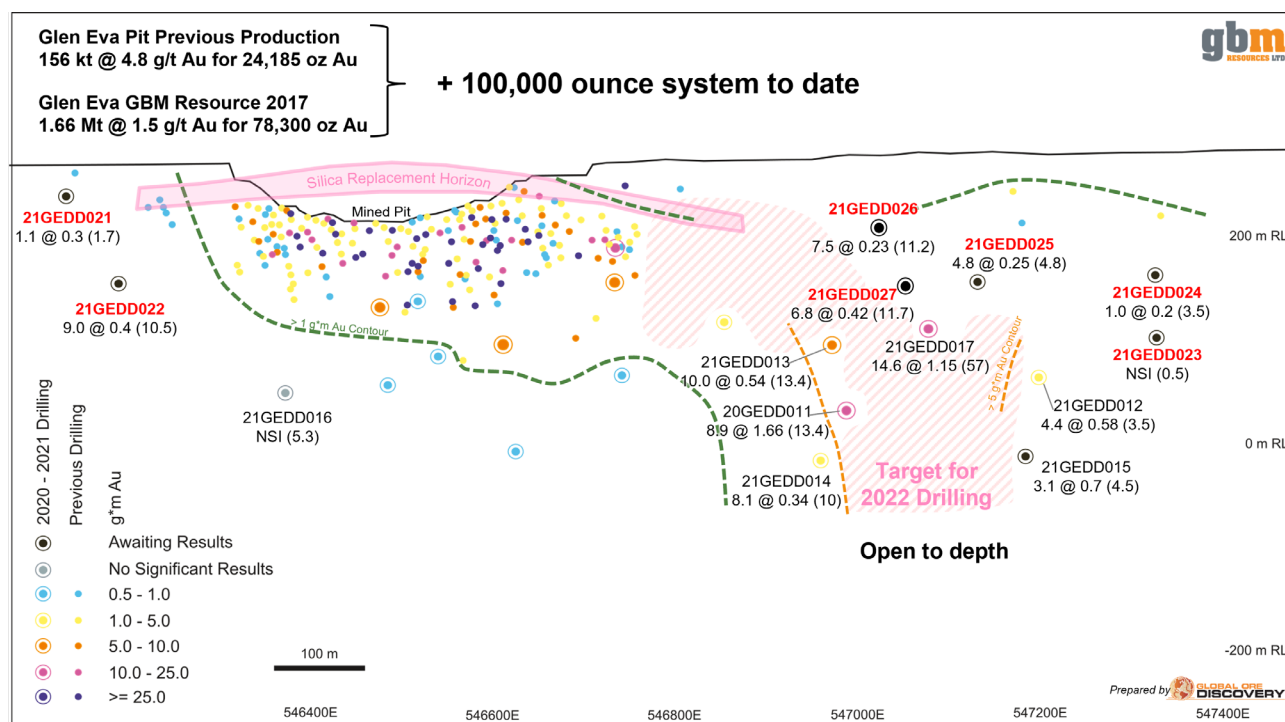 Glen Eva Pit Previous Production
156 kt @ 4.8 g/t Au for 24,185 oz Au
Glen Eva GBM Resource 2017
1.66 Mt @ 1.5 g/t Au for 78,300 oz Au
+ 100,000 ounce system to date
gbm
RESOURCES LTD
Silica Replacement Horizon
Mined Pit
21GEDD021
1.1 @ 0.3 (1.7)
21GEDD022
9.0 @ 0.4 (10.5)
21GEDD026
7.5 @ 0.23 (11.2)
21GEDD025
4.8 @ 0.25 (4.8)
200 m RL
21GEDD027
6.8 @ 0.42 (11.7)
21GEDD024
1.0 @ 0.2 (3.5)
> 1 g*m Au Contour
21GEDD017
14.6 @ 1.15 (57)
21GEDD023
NSI (0.5)
21GEDD013
10.0 @ 0.54 (13.4)
> 5 g*m Au Contour
21GEDD016
NSI (5.3)
20GEDD011
8.9 @ 1.66 (13.4)
21GEDD012
4.4 @ 0.58 (3.5)
0 m RL
21GEDD014
8.1 @ 0.34 (10)
Target for
2022 Drilling
21GEDD015
3.1 @ 0.7 (4.5)
Open to depth
2020 - 2021 Drilling
Previous Drilling
g*m Au
Awaiting Results
No Significant Results
0.5 - 1.0
1.0 - 5.0
5.0 - 10.0
10.0 - 25.0
>= 25.0
100 m
-200 m RL
Prepared by
GLOBAL ORE
DISCOVERY
546400E
546600E
546800E
547000E
547200E
547400E